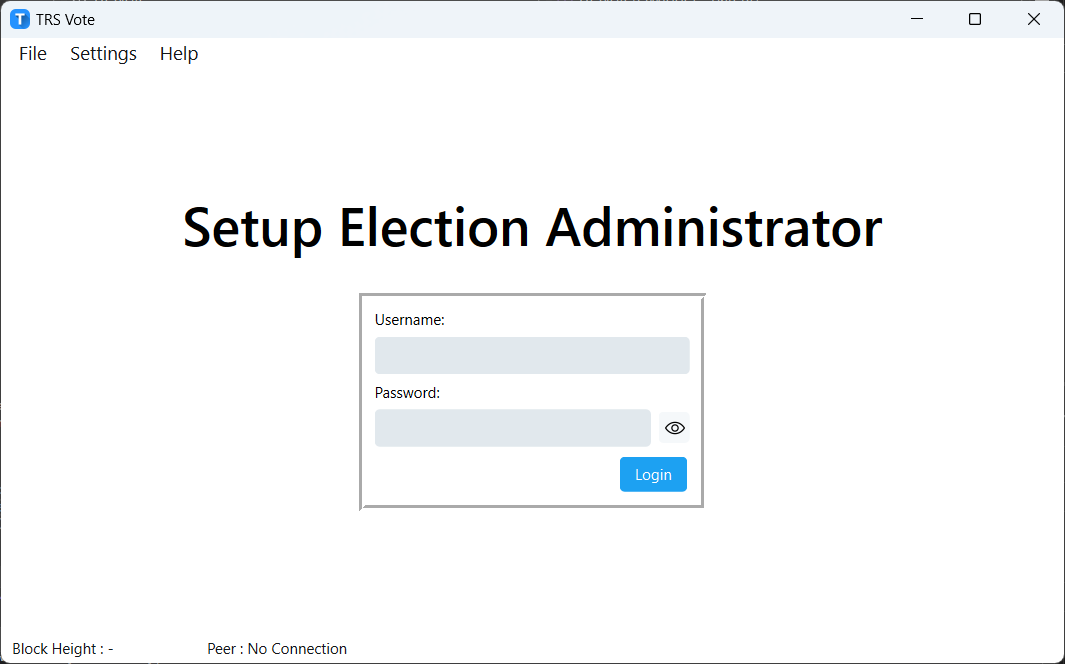 T TRS Vote
File Settings Help
Setup Election Administrator
Username:
Password:
Login
Block Height : - Peer : No Connection